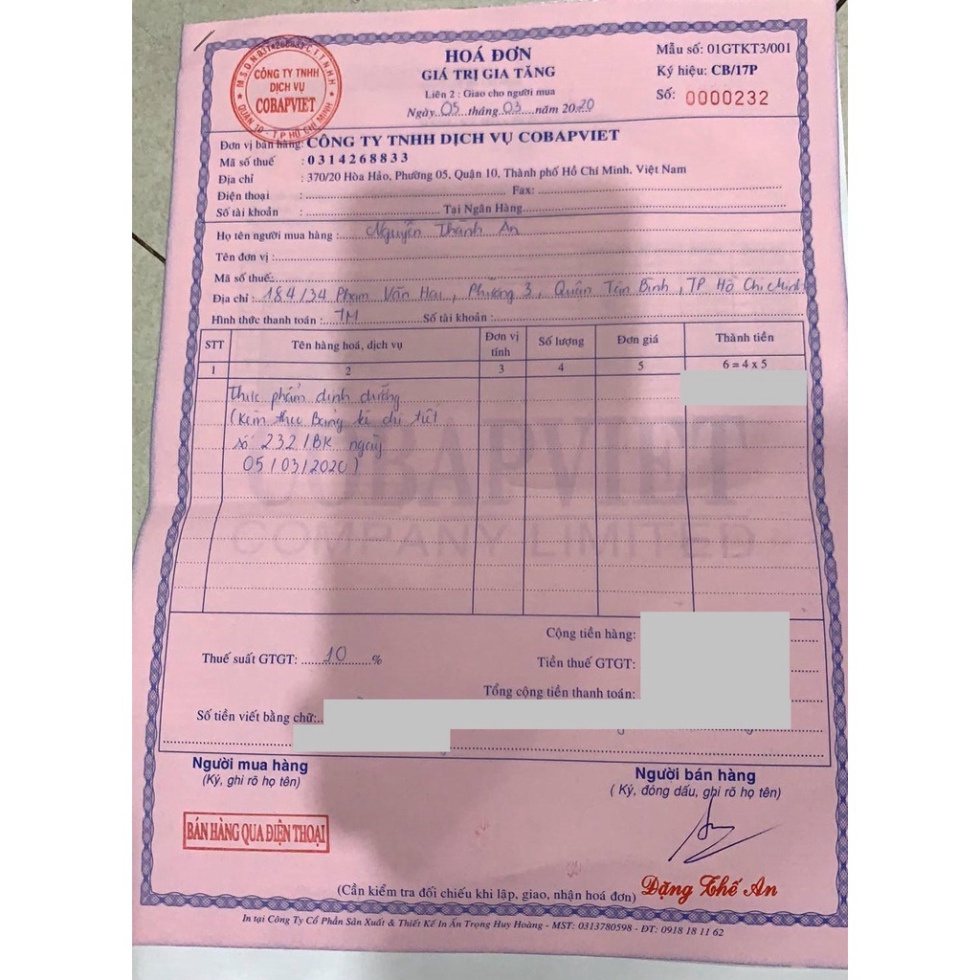 M.S.D.N:0314268833-C.T.T.N.H.H
CÔNG TY TNHH
DỊCH VỤ
COBAPVIET
QUẬN 10 - T.P HỒ CHÍ MINH
HOÁ ĐƠN
GIÁ TRỊ GIA TĂNG
Liên 2 : Giao cho người mua
Ngày 05 tháng 03 năm 2020
Mẫu số: 01GTKT3/001
Ký hiệu: CB/17P
Số: 0000232
Đơn vị bán hàng: CÔNG TY TNHH DỊCH VỤ COBAPVIET
Mã số thuế : 0314268833
Địa chỉ : 370/20 Hòa Hảo, Phường 05, Quận 10, Thành phố Hồ Chí Minh, Việt Nam
Điện thoại : Fax:
Số tài khoản : Tại Ngân Hàng
Họ tên người mua hàng : Nguyễn Thành An
Tên đơn vị :
Mã số thuế:
Địa chỉ : 184/34 Phạm Văn Hai, Phường 3, Quận Tân Bình, TP Hồ Chí Minh
Hình thức thanh toán : TM Số tài khoản :
STT Tên hàng hoá, dịch vụ Đơn vị tính Số lượng Đơn giá Thành tiền
1 2 3 4 5 6 = 4 x 5
Thực phẩm dinh dưỡng
(Kèm theo Bảng kê chi tiết
số 232/BK ngày
05/03/2020)
COBAPVIET
COMPANY LIMITED
Cộng tiền hàng:
Thuế suất GTGT: 10 % Tiền thuế GTGT:
Tổng cộng tiền thanh toán:
Số tiền viết bằng chữ:
Người mua hàng
(Ký, ghi rõ họ tên)
Người bán hàng
( Ký, đóng dấu, ghi rõ họ tên)
BÁN HÀNG QUA ĐIỆN THOẠI
Đặng Thế An
(Cần kiểm tra đối chiếu khi lập, giao, nhận hoá đơn)
In tại Công Ty Cổ Phần Sản Xuất & Thiết Kế In Ấn Trọng Huy Hoàng - MST: 0313780598 - ĐT: 0918 18 11 62